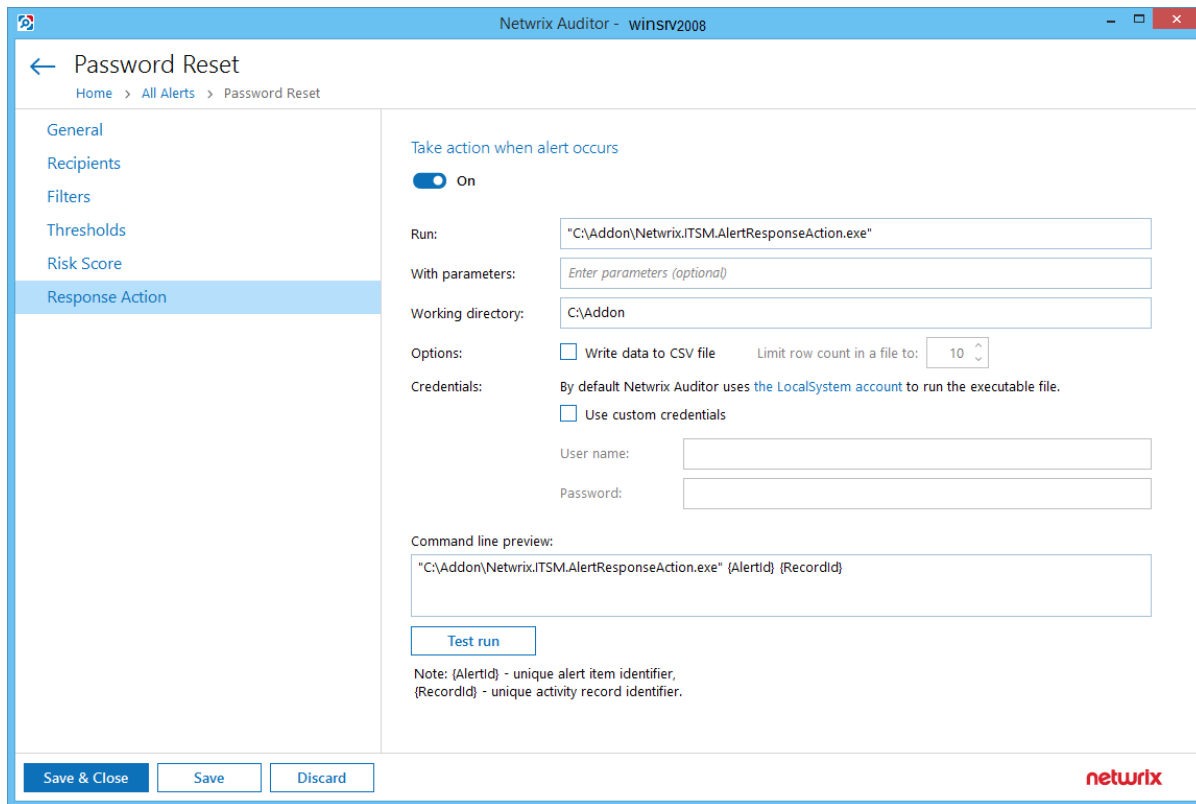 Netwrix Auditor - winsrv2008
Password Reset
Home > All Alerts > Password Reset
General
Recipients
Filters
Thresholds
Risk Score
Response Action
Take action when alert occurs
On
Run: "C:\Addon\Netwrix.ITSM.AlertResponseAction.exe"
With parameters: Enter parameters (optional)
Working directory: C:\Addon
Options: Write data to CSV file Limit row count in a file to: 10
Credentials: By default Netwrix Auditor uses the LocalSystem account to run the executable file.
Use custom credentials
User name:
Password:
Command line preview:
"C:\Addon\Netwrix.ITSM.AlertResponseAction.exe" {AlertId} {RecordId}
Test run
Note: {AlertId} - unique alert item identifier,
{RecordId} - unique activity record identifier.
Save & Close Save Discard netwrix